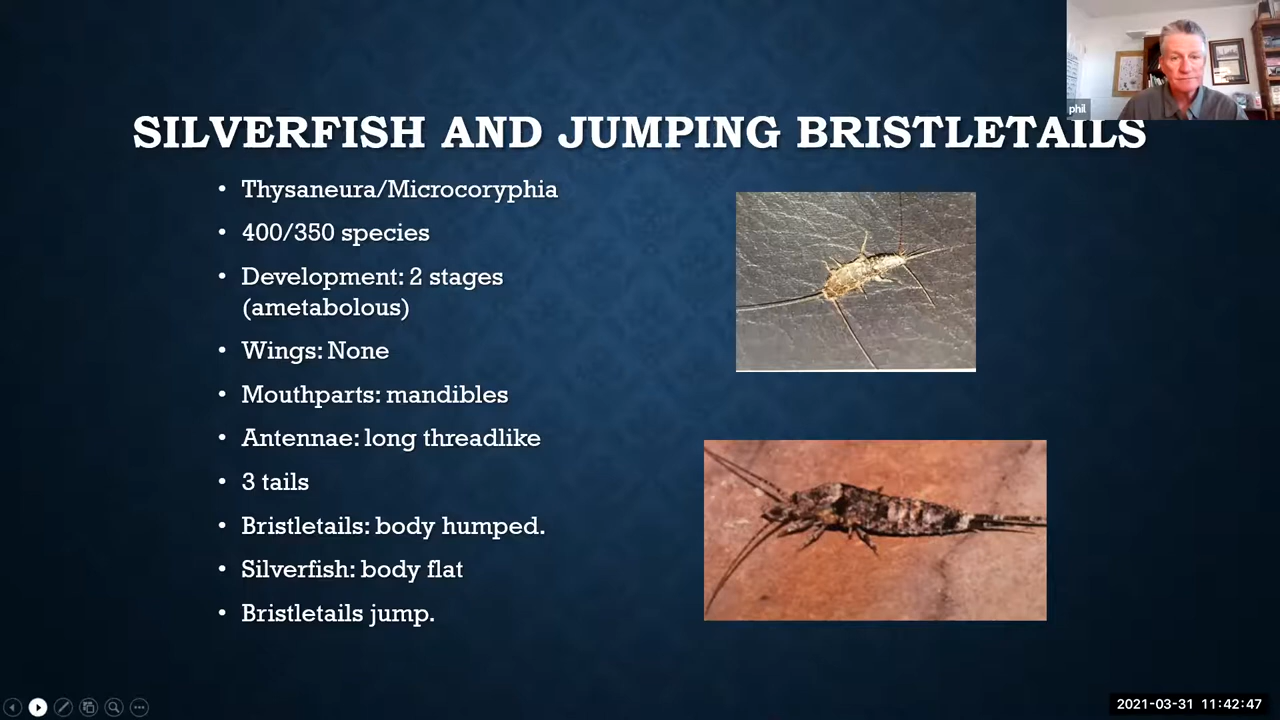 phil
SILVERFISH AND JUMPING BRISTLETAILS
• Thysaneura/Microcoryphia
• 400/350 species
• Development: 2 stages
(ametabolous)
• Wings: None
• Mouthparts: mandibles
• Antennae: long threadlike
• 3 tails
• Bristletails: body humped.
• Silverfish: body flat
• Bristletails jump.
2021-03-31 11:42:47